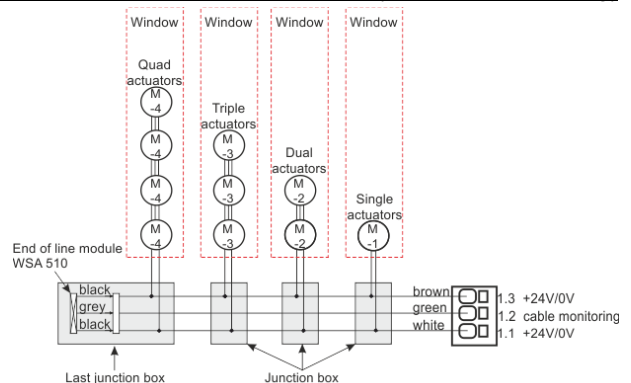 Window
Window
Window
Window
Quad
actuators
M
-4
M
-4
M
-4
M
-4
Triple
actuators
M
-3
M
-3
M
-3
Dual
actuators
M
-2
M
-2
Single
actuators
M
-1
End of line module
WSA 510
black
grey
black
brown
green
white
1.3 +24V/0V
1.2 cable monitoring
1.1 +24V/0V
Last junction box
Junction box